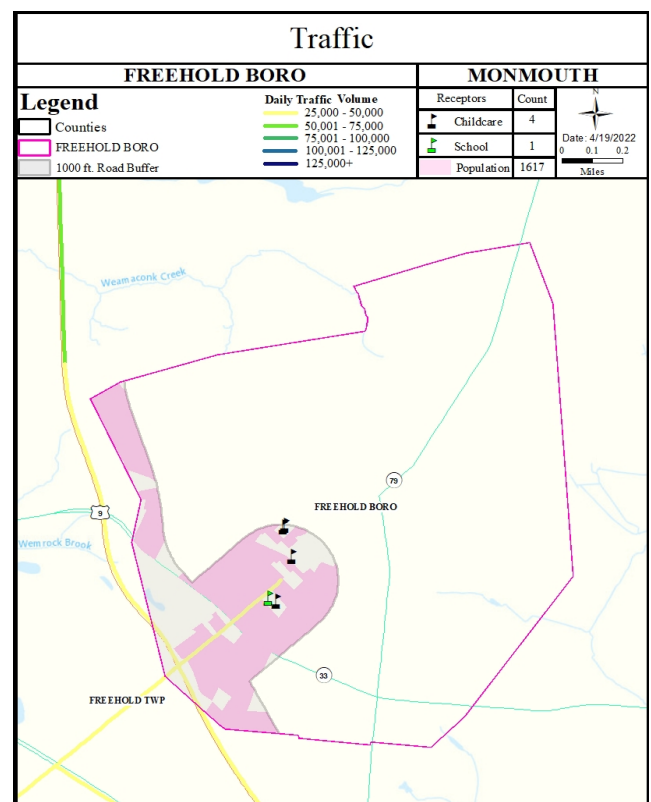 Traffic
FREEHOLD BORO
MONMOUTH
Legend
Counties
FREEHOLD BORO
1000 ft. Road Buffer
Daily Traffic Volume
25,000 - 50,000
50,001 - 75,000
75,001 - 100,000
100,001 - 125,000
125,000+
Receptors Count
Childcare 4
School 1
Population 1617
N
Date: 4/19/2022
0 0.1 0.2
Miles
Weamaconk Creek
79
FREEHOLD BORO
9
Wemrock Brook
33
FREEHOLD TWP